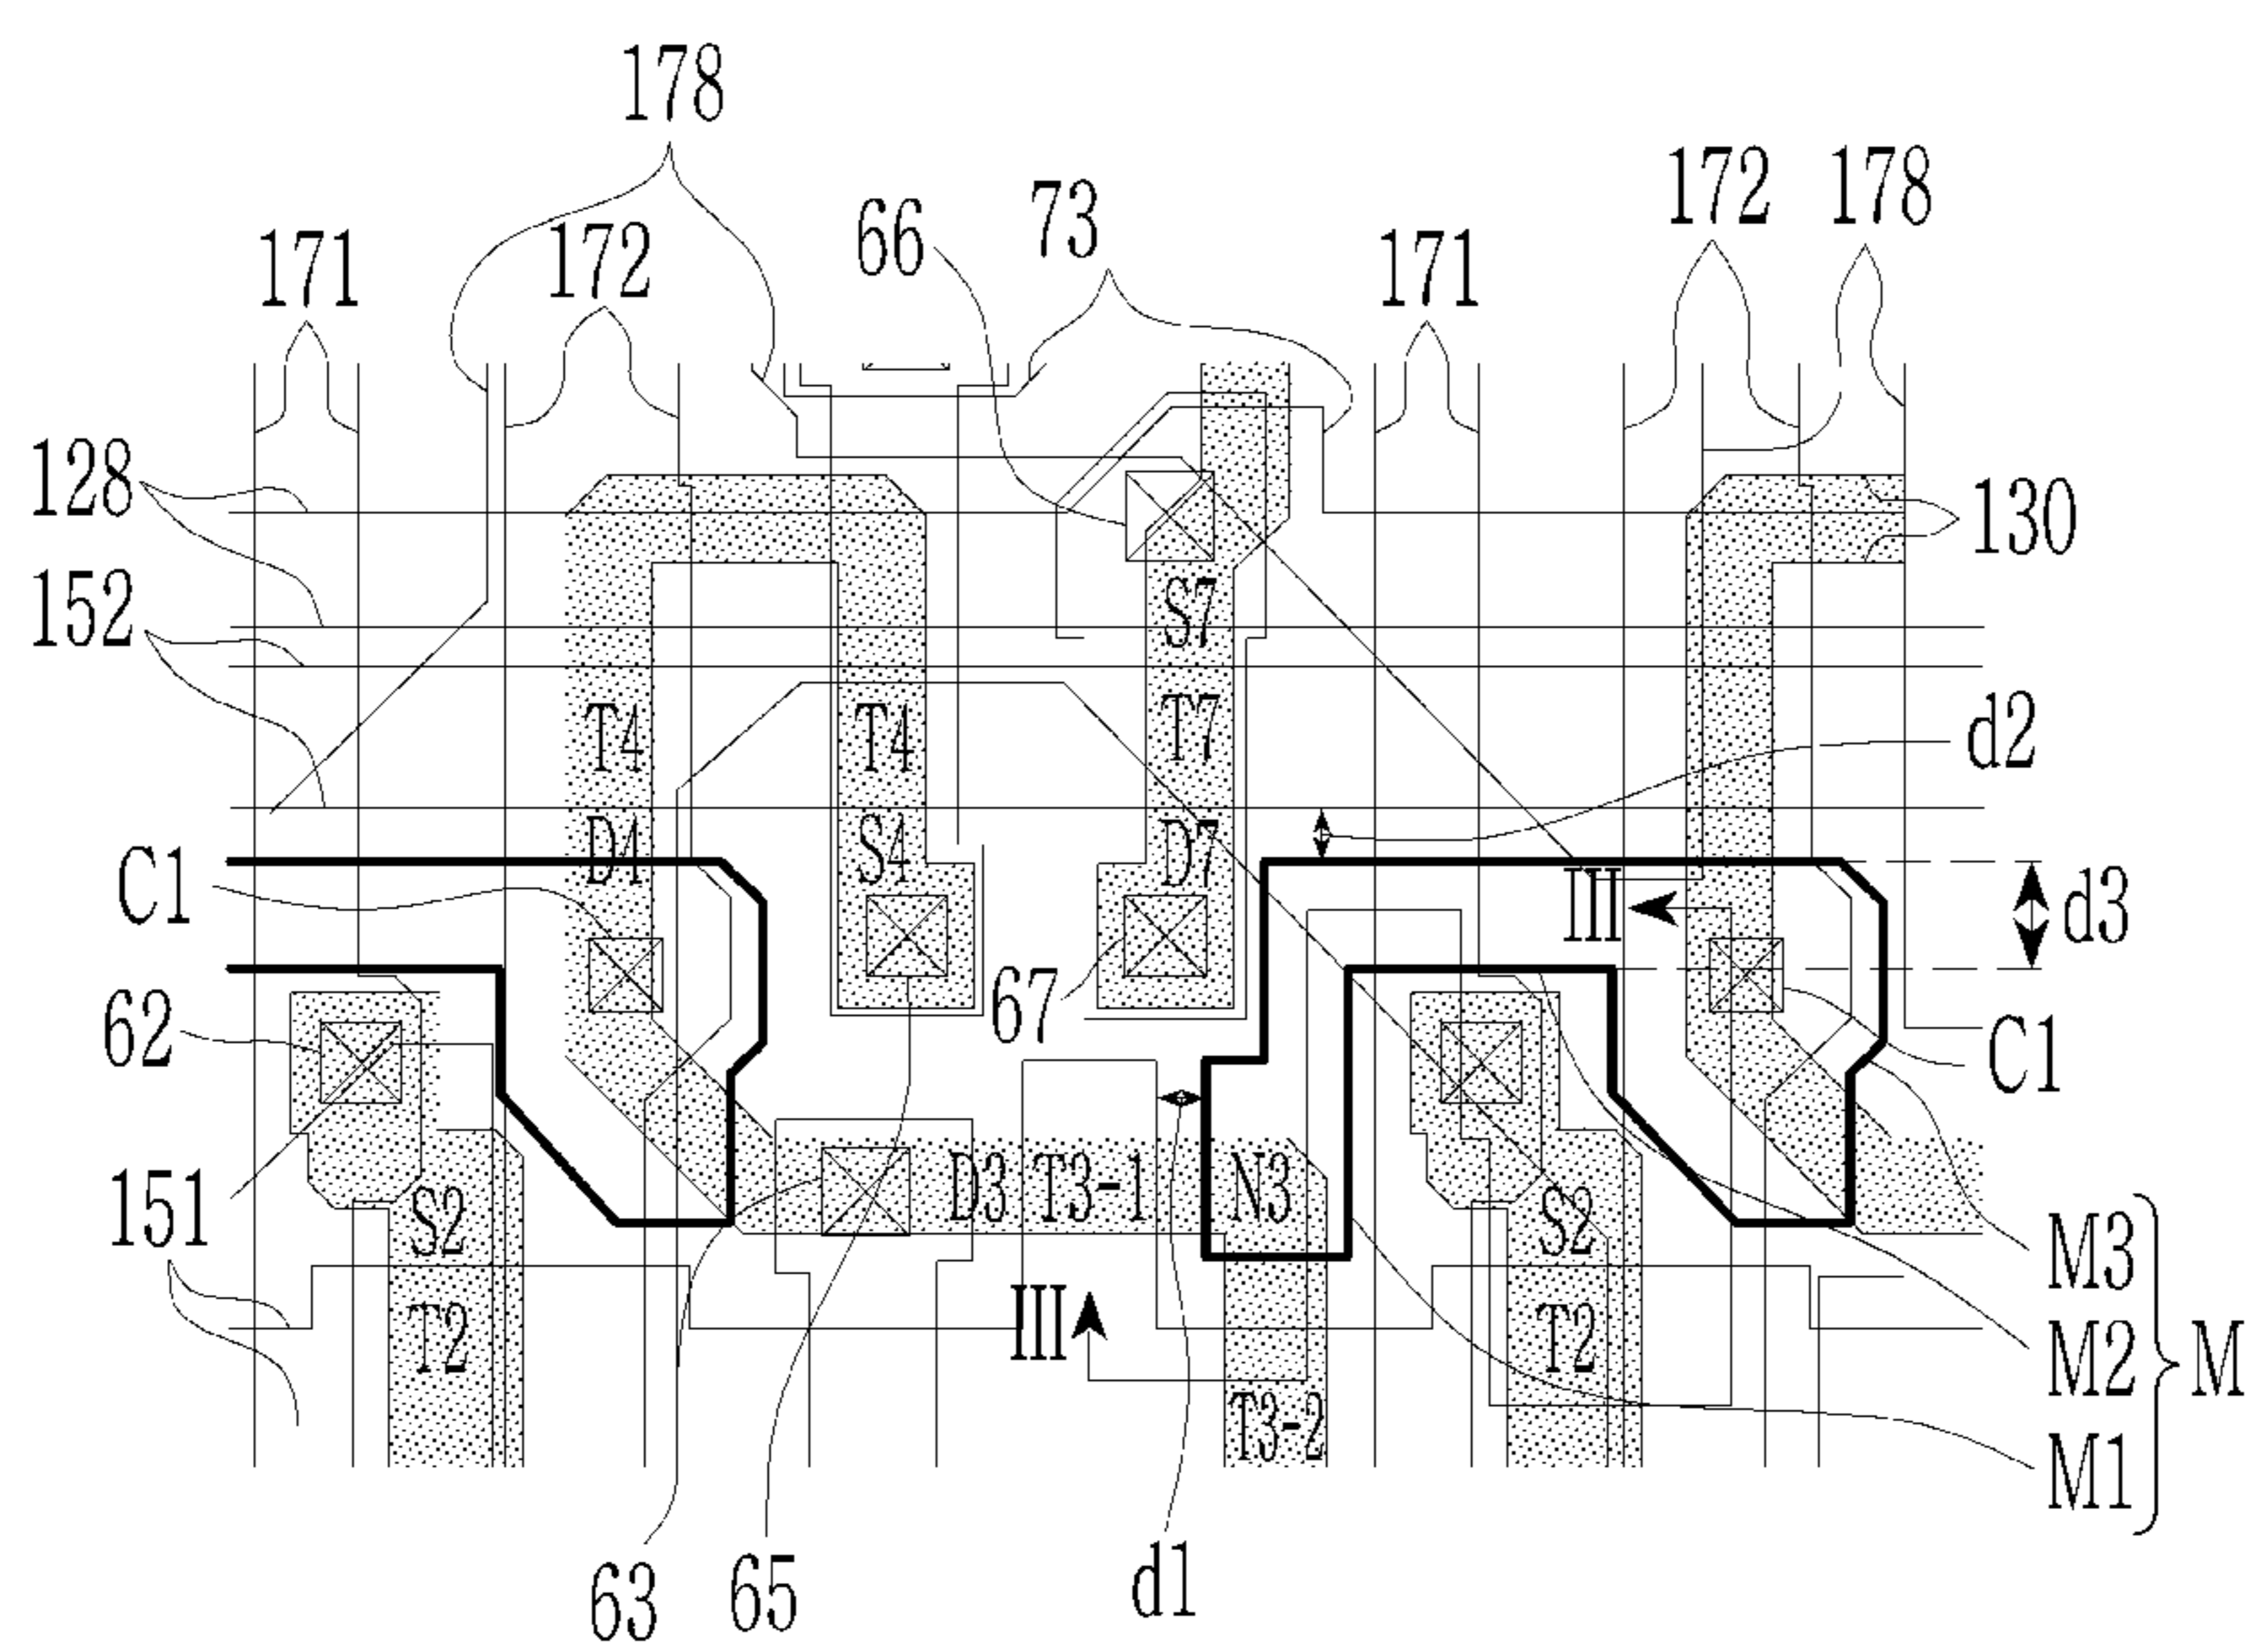 178
172 178
66 73
171 172 171
128
130
152
S7
d2
T4 T4 T7
C1 D4 S4 D7
III d3
62 67
C1
151 S2 D3 T3-1 N3 S2
M3
III
T2 T2 M2 M
T3-2
M1
63 65 d1